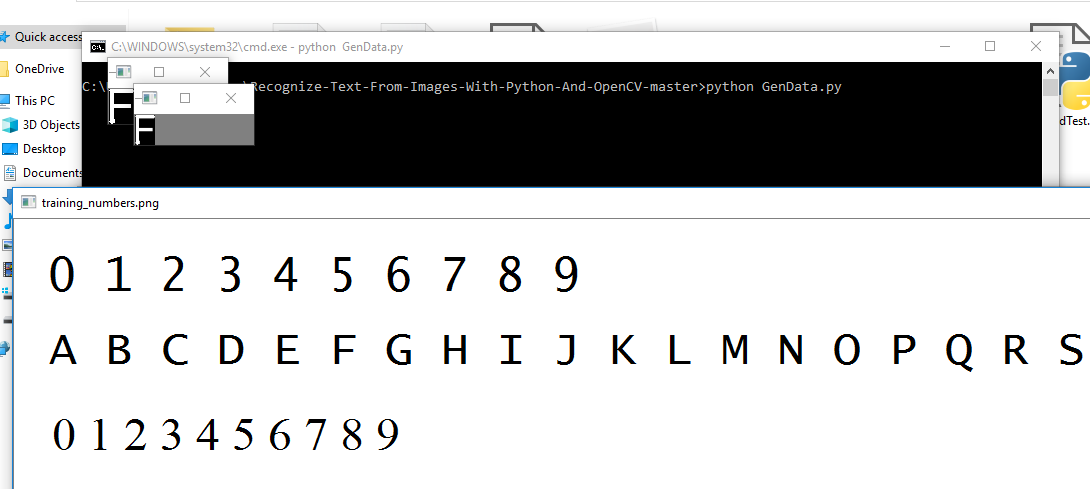 Quick access
C:\WINDOWS\system32\cmd.exe - python GenData.py
OneDrive
C:\
Recognize-Text-From-Images-With-Python-And-OpenCV-master>python GenData.py
This PC
F
F
3D Objects
dTest.
Desktop
Documents
training_numbers.png
0 1 2 3 4 5 6 7 8 9
A B C D E F G H I J K L M N O P Q R S
0 1 2 3 4 5 6 7 8 9